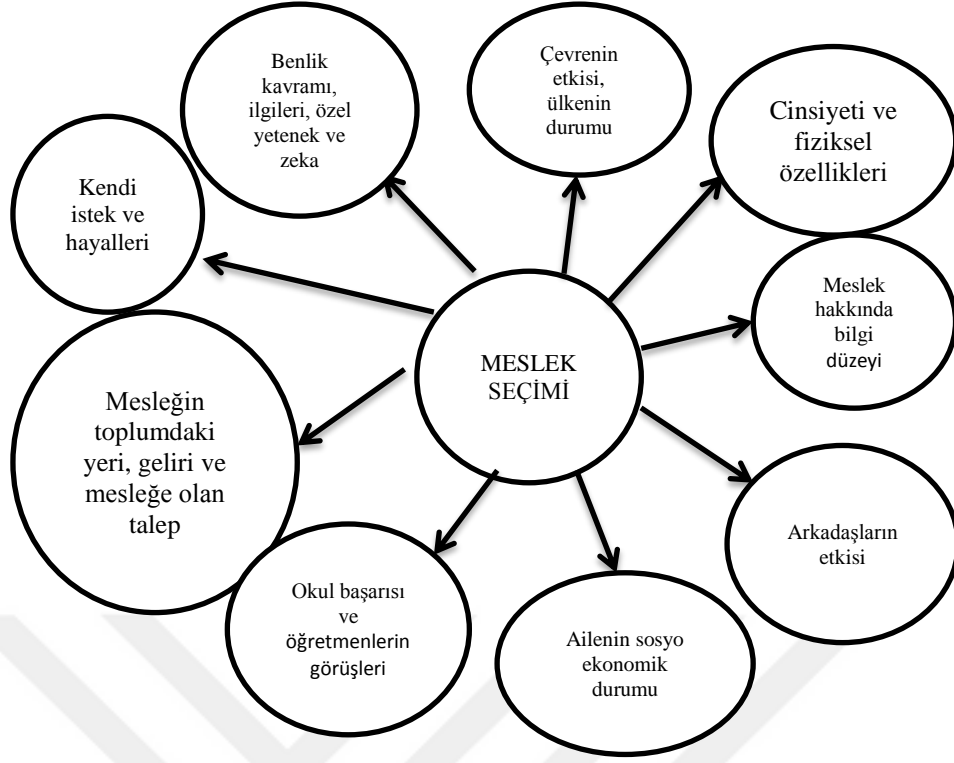 Benlik
kavramı,
ilgileri, özel
yetenek ve
zeka
Çevrenin
etkisi,
ülkenin
durumu
Cinsiyeti ve
fiziksel
özellikleri
Kendi
istek ve
hayalleri
Meslek
hakkında
bilgi
düzeyi
MESLEK
SEÇİMİ
Mesleğin
toplumdaki
yeri, geliri ve
mesleğe olan
talep
Arkadaşların
etkisi
Okul başarısı
ve
öğretmenlerin
görüşleri
Ailenin sosyo
ekonomik
durumu